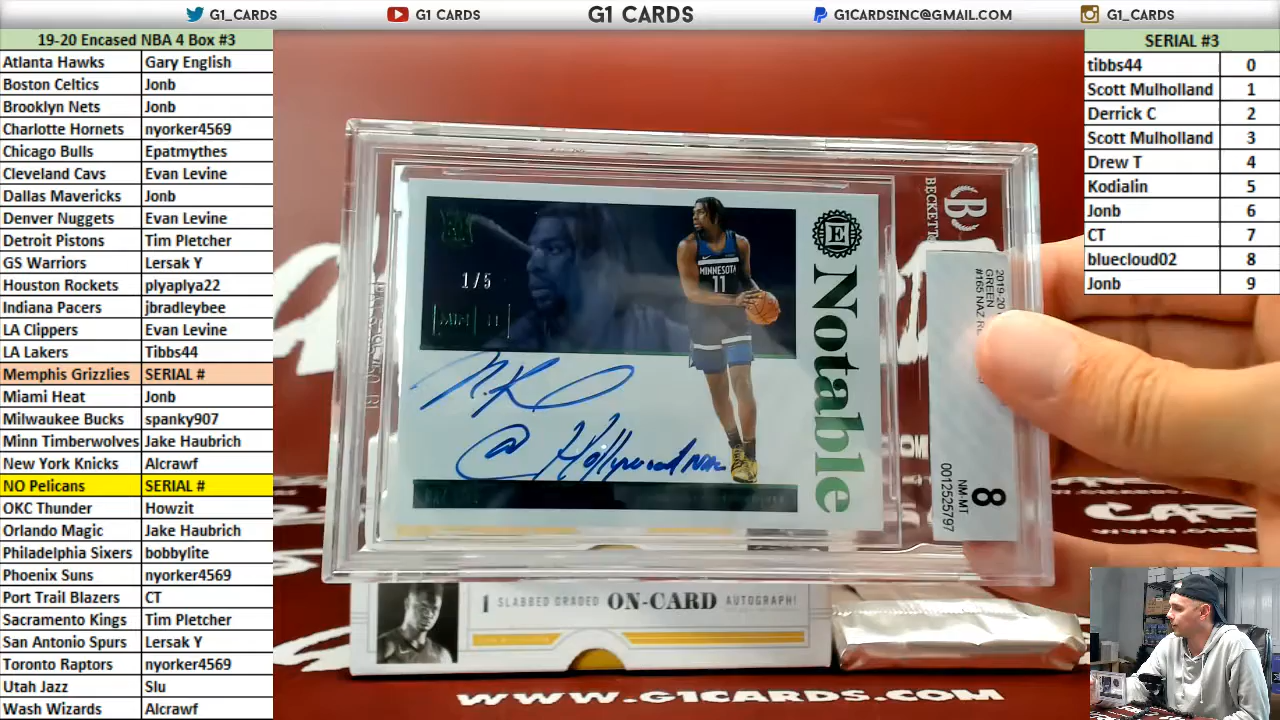 G1_CARDS
G1 CARDS
G1 CARDS
G1CARDSINC@GMAIL.COM
G1_CARDS
19-20 Encased NBA 4 Box #3
Atlanta Hawks Gary English
Boston Celtics Jonb
Brooklyn Nets Jonb
Charlotte Hornets nyorker4569
Chicago Bulls Epatmythes
Cleveland Cavs Evan Levine
Dallas Mavericks Jonb
Denver Nuggets Evan Levine
Detroit Pistons Tim Pletcher
GS Warriors Lersak Y
Houston Rockets plyaplya22
Indiana Pacers jbradleybee
LA Clippers Evan Levine
LA Lakers Tibbs44
Memphis Grizzlies SERIAL #
Miami Heat Jonb
Milwaukee Bucks spanky907
Minn Timberwolves Jake Haubrich
New York Knicks Alcrawf
NO Pelicans SERIAL #
OKC Thunder Howzit
Orlando Magic Jake Haubrich
Philadelphia Sixers bobbylite
Phoenix Suns nyorker4569
Port Trail Blazers CT
Sacramento Kings Tim Pletcher
San Antonio Spurs Lersak Y
Toronto Raptors nyorker4569
Utah Jazz Slu
Wash Wizards Alcrawf
SERIAL #3
tibbs44 0
Scott Mulholland 1
Derrick C 2
Scott Mulholland 3
Drew T 4
Kodialin 5
Jonb 6
CT 7
bluecloud02 8
Jonb 9
1/5
MINNESOTA
11
E
Notable
@Hollywood
B
BECKETT
2019-20
GREEN
#165 NAZ
8
NM-MT
0012525797
1 SLABBED GRADED ON-CARD AUTOGRAPH!
WWW.G1CARDS.COM